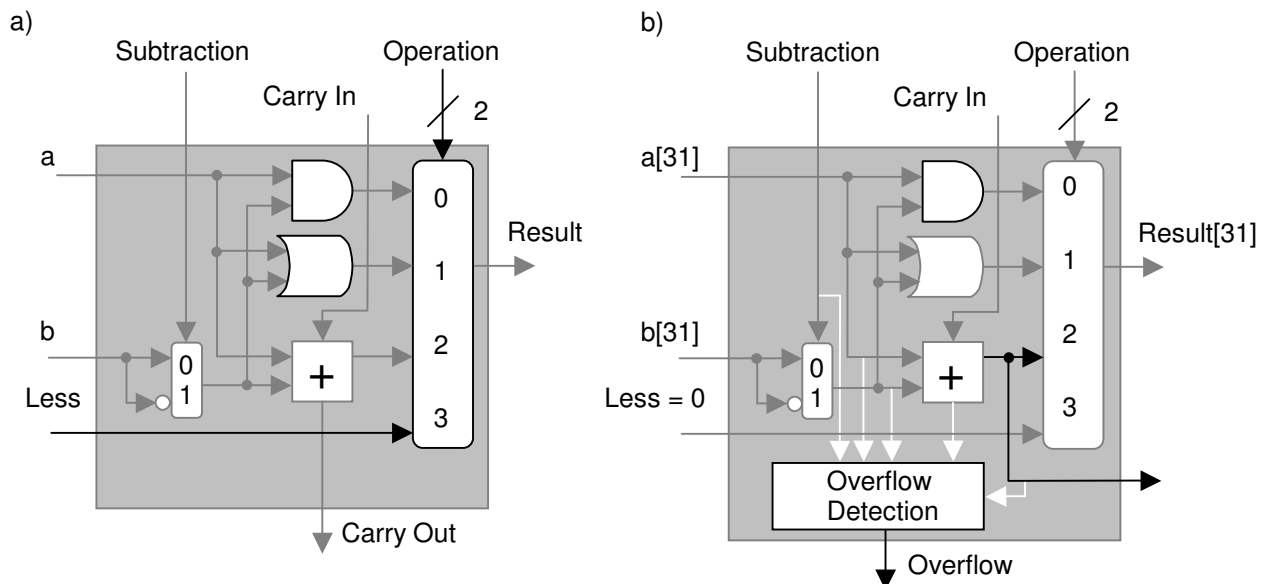 a)
Subtraction
Operation
Carry In
2
a
0
1
Result
b
0
1
2
+
Less
3
Carry Out
b)
Subtraction
Operation
Carry In
2
a[31]
0
1
Result[31]
b[31]
0
1
2
+
Less = 0
3
Overflow
Detection
Overflow